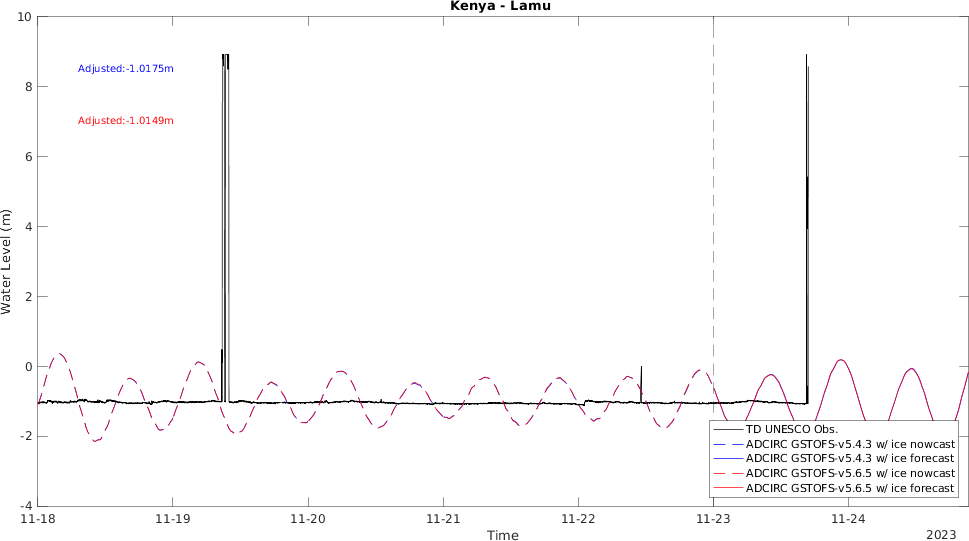 Kenya - Lamu
10
8
6
4
2
0
-2
-4
Water Level (m)
Adjusted:-1.0175m
Adjusted:-1.0149m
TD UNESCO Obs.
ADCIRC GSTOFS-v5.4.3 w/ ice nowcast
ADCIRC GSTOFS-v5.4.3 w/ ice forecast
ADCIRC GSTOFS-v5.6.5 w/ ice nowcast
ADCIRC GSTOFS-v5.6.5 w/ ice forecast
11-18 11-19 11-20 11-21 11-22 11-23 11-24
Time
2023